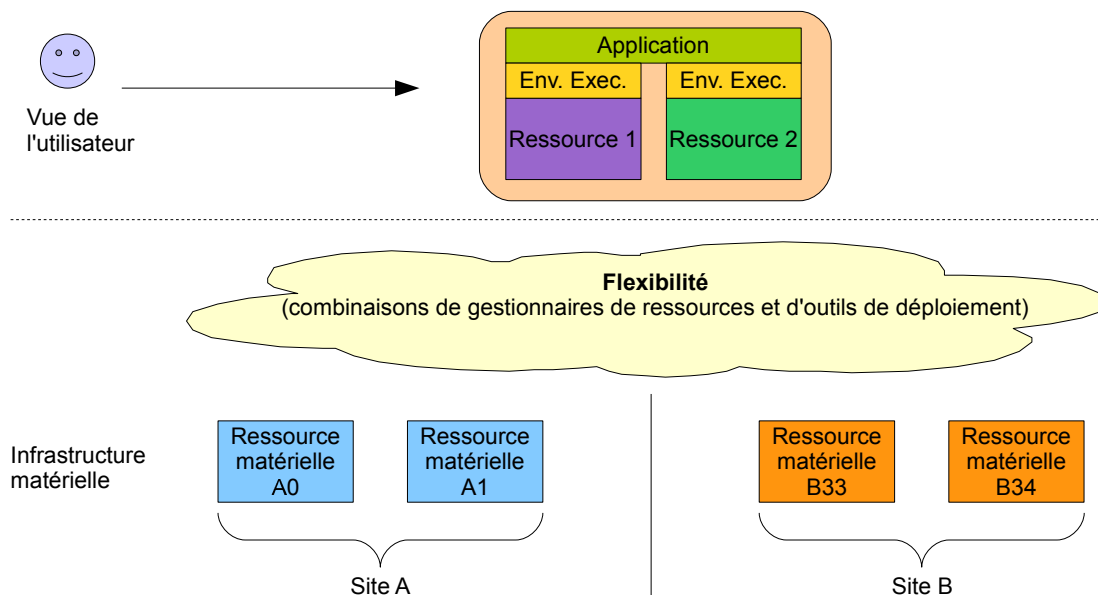 Application
Env. Exec.
Env. Exec.
Ressource 1
Ressource 2
Vue de
l'utilisateur
Flexibilité
(combinaisons de gestionnaires de ressources et d'outils de déploiement)
Infrastructure
matérielle
Ressource
matérielle
A0
Ressource
matérielle
A1
Ressource
matérielle
B33
Ressource
matérielle
B34
Site A
Site B